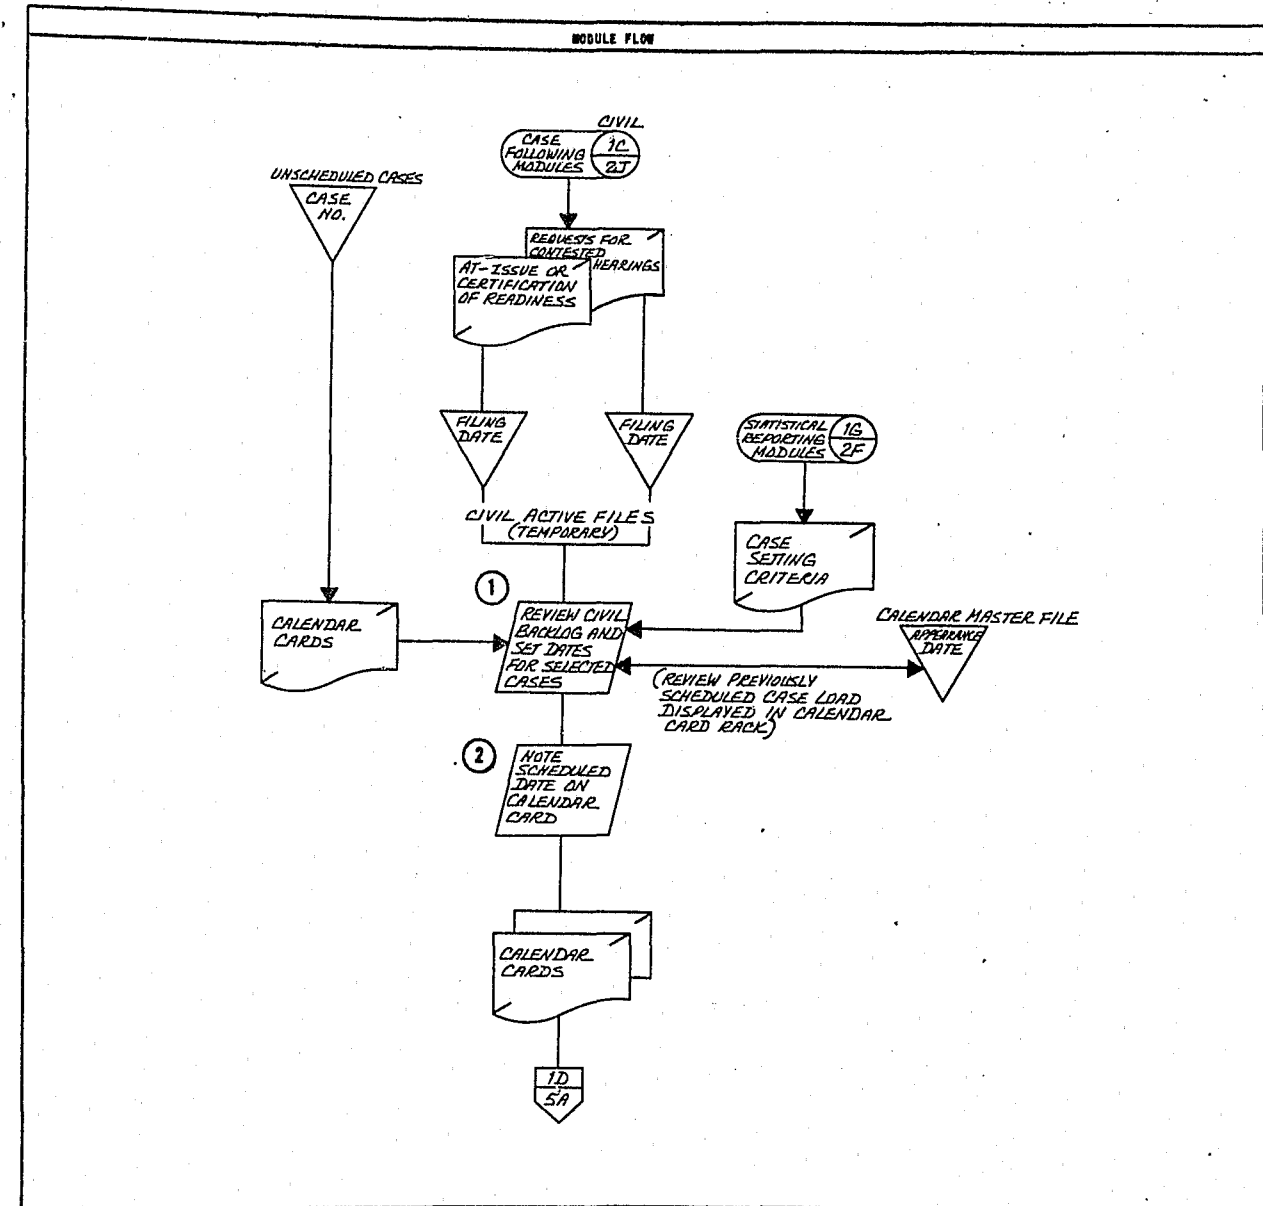 MODULE FLOW
CIVIL
CASE
FOLLOWING
MODULES
1C
2J
UNSCHEDULED CASES
CASE
NO.
REQUESTS FOR
CONTESTED
HEARINGS
AT-ISSUE OR
CERTIFICATION
OF READINESS
FILING
DATE
FILING
DATE
STATISTICAL
REPORTING
MODULES
1G
2F
CIVIL ACTIVE FILES
(TEMPORARY)
CASE
SETTING
CRITERIA
1
REVIEW CIVIL
BACKLOG AND
SET DATES
FOR SELECTED
CASES
CALENDAR
CARDS
CALENDAR MASTER FILE
APPEARANCE
DATE
(REVIEW PREVIOUSLY
SCHEDULED CASE LOAD
DISPLAYED IN CALENDAR
CARD RACK)
2
NOTE
SCHEDULED
DATE ON
CALENDAR
CARD
CALENDAR
CARDS
1D
5A